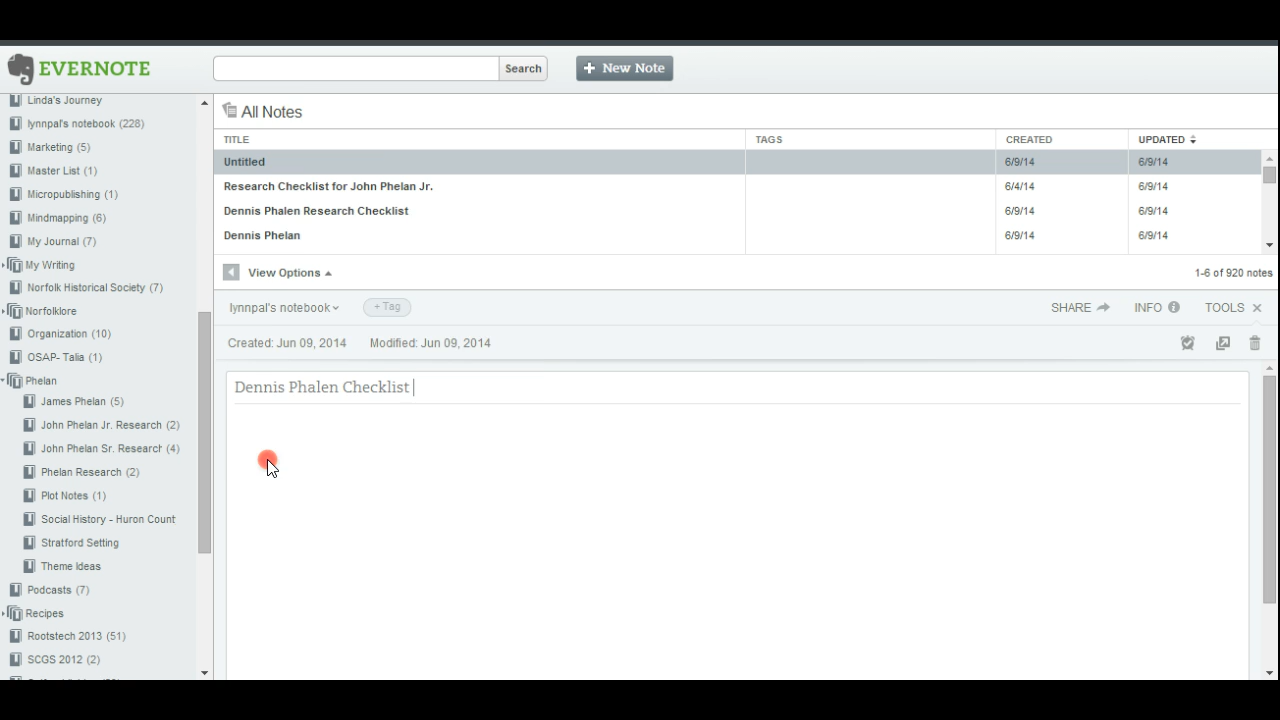 EVERNOTE
Search
+ New Note
Linda's Journey
lynnpal's notebook (228)
Marketing (5)
Master List (1)
Micropublishing (1)
Mindmapping (6)
My Journal (7)
My Writing
Norfolk Historical Society (7)
Norfolklore
Organization (10)
OSAP- Talia (1)
Phelan
James Phelan (5)
John Phelan Jr. Research (2)
John Phelan Sr. Research (4)
Phelan Research (2)
Plot Notes (1)
Social History - Huron Count
Stratford Setting
Theme Ideas
Podcasts (7)
Recipes
Rootstech 2013 (51)
SCGS 2012 (2)
All Notes
TITLE TAGS CREATED UPDATED
Untitled 6/9/14 6/9/14
Research Checklist for John Phelan Jr. 6/4/14 6/9/14
Dennis Phalen Research Checklist 6/9/14 6/9/14
Dennis Phelan 6/9/14 6/9/14
View Options 1-6 of 920 notes
lynnpal's notebook + Tag SHARE INFO TOOLS
Created: Jun 09, 2014 Modified: Jun 09, 2014
Dennis Phalen Checklist